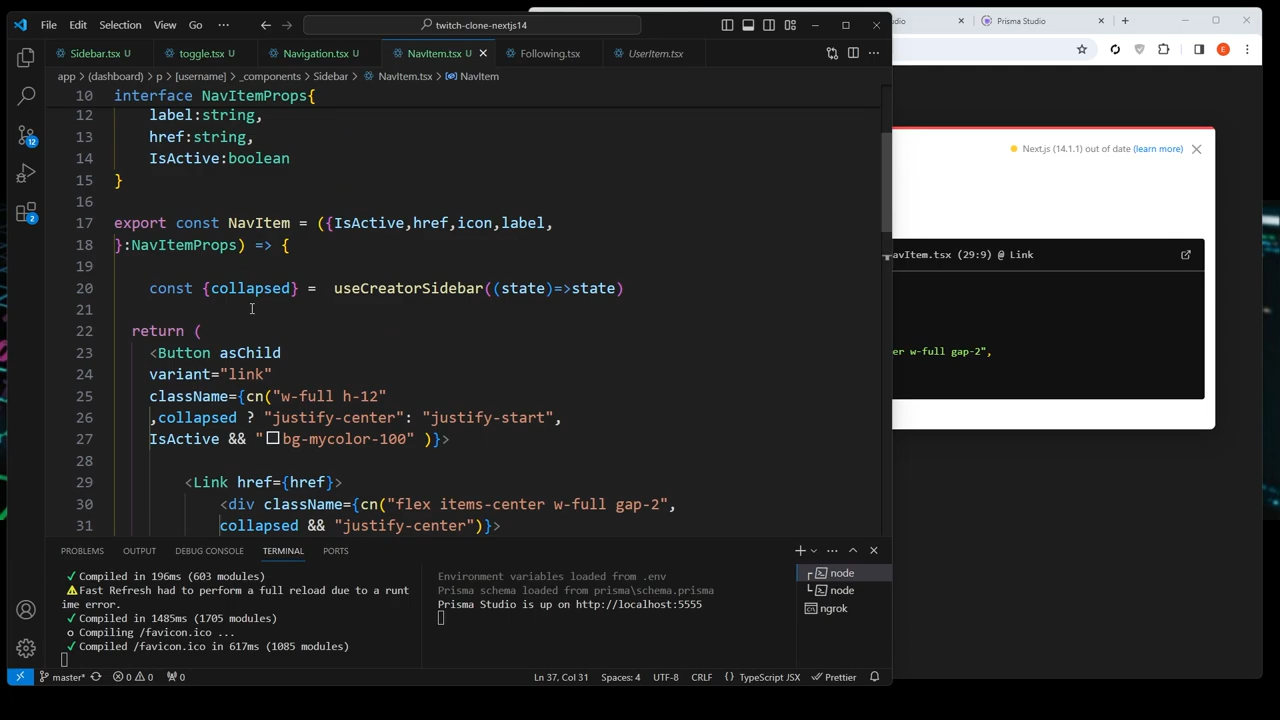 File Edit Selection View Go ··· twitch-clone-nextjs14
udio Prisma Studio
Sidebar.tsx U toggle.tsx U Navigation.tsx U NavItem.tsx U Following.tsx UserItem.tsx
E
app > (dashboard) > p > [username] > _components > Sidebar > NavItem.tsx > NavItem
10 interface NavItemProps{
12 label:string,
13 href:string,
14 IsActive:boolean
15 }
16
17 export const NavItem = ({IsActive,href,icon,label,
18 }:NavItemProps) => {
19
20 const {collapsed} = useCreatorSidebar((state)=>state)
21
22 return (
23 <Button asChild
24 variant="link"
25 className={cn("w-full h-12"
26 ,collapsed ? "justify-center": "justify-start",
27 IsActive && "bg-mycolor-100" )}>
28
29 <Link href={href}>
30 <div className={cn("flex items-center w-full gap-2",
31 collapsed && "justify-center")}>
Next.js (14.1.1) out of date (learn more)
avItem.tsx (29:9) @ Link
er w-full gap-2",
PROBLEMS OUTPUT DEBUG CONSOLE TERMINAL PORTS
✓ Compiled in 196ms (603 modules)
⚠Fast Refresh had to perform a full reload due to a runt
ime error.
✓ Compiled in 1485ms (1705 modules)
o Compiling /favicon.ico ...
✓ Compiled /favicon.ico in 617ms (1085 modules)
Environment variables loaded from .env
Prisma schema loaded from prisma\schema.prisma
Prisma Studio is up on http://localhost:5555
node
node
ngrok
12
2
master* 0 0 0 Ln 37, Col 31 Spaces: 4 UTF-8 CRLF {} TypeScript JSX Prettier